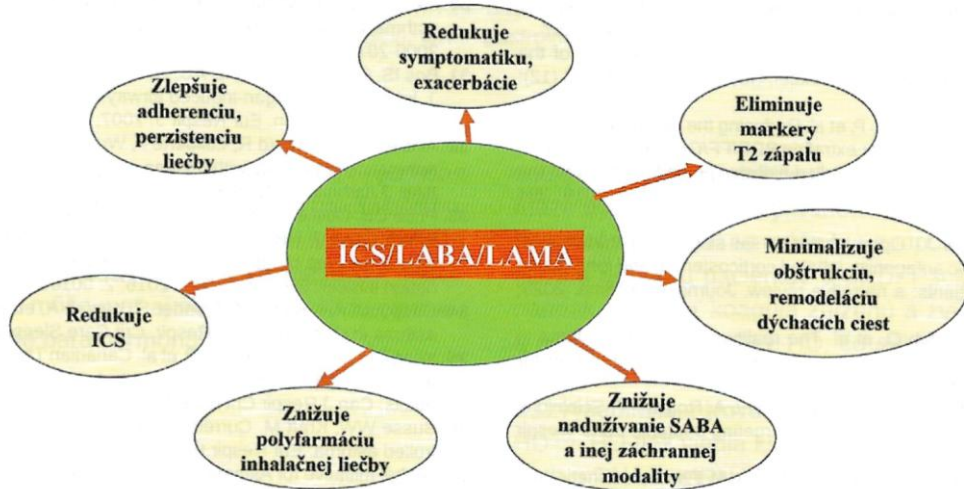 Redukuje
symptomatiku,
exacerbácie
Zlepšuje
adherenciu,
perzistenciu
liečby
Eliminuje
markery
T2 zápalu
ICS/LABA/LAMA
Minimalizuje
obštrukciu,
remodeláciu
dýchacích ciest
Redukuje
ICS
Znižuje
polyfarmáciu
inhalačnej liečby
Znižuje
nadužívanie SABA
a inej záchrannej
modality